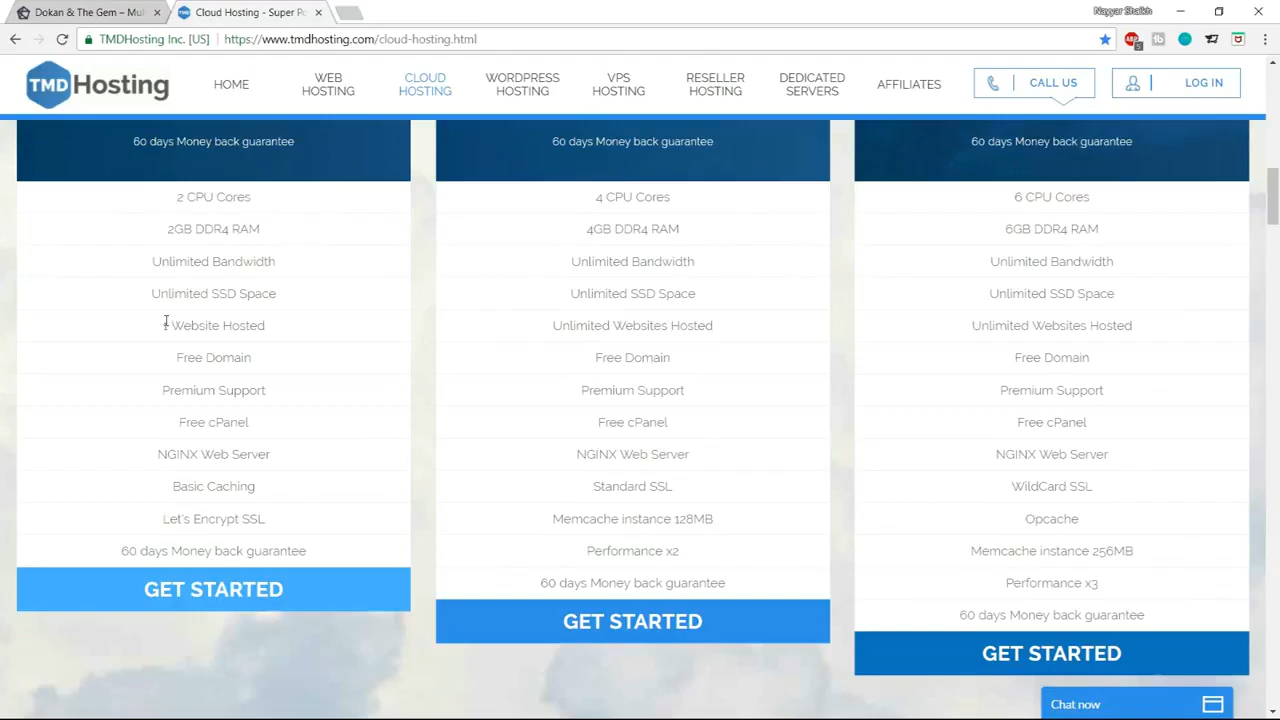 Dokan & The Gem – Mul
Cloud Hosting - Super Po
Nayyar Shaikh
TMDHosting Inc. [US]
https://www.tmdhosting.com/cloud-hosting.html
TMDHosting
HOME
WEB HOSTING
CLOUD HOSTING
WORDPRESS HOSTING
VPS HOSTING
RESELLER HOSTING
DEDICATED SERVERS
AFFILIATES
CALL US
LOG IN
60 days Money back guarantee
2 CPU Cores
2GB DDR4 RAM
Unlimited Bandwidth
Unlimited SSD Space
1 Website Hosted
Free Domain
Premium Support
Free cPanel
NGINX Web Server
Basic Caching
Let's Encrypt SSL
60 days Money back guarantee
GET STARTED
60 days Money back guarantee
4 CPU Cores
4GB DDR4 RAM
Unlimited Bandwidth
Unlimited SSD Space
Unlimited Websites Hosted
Free Domain
Premium Support
Free cPanel
NGINX Web Server
Standard SSL
Memcache instance 128MB
Performance x2
60 days Money back guarantee
GET STARTED
60 days Money back guarantee
6 CPU Cores
6GB DDR4 RAM
Unlimited Bandwidth
Unlimited SSD Space
Unlimited Websites Hosted
Free Domain
Premium Support
Free cPanel
NGINX Web Server
WildCard SSL
Opcache
Memcache instance 256MB
Performance x3
60 days Money back guarantee
GET STARTED
Chat now